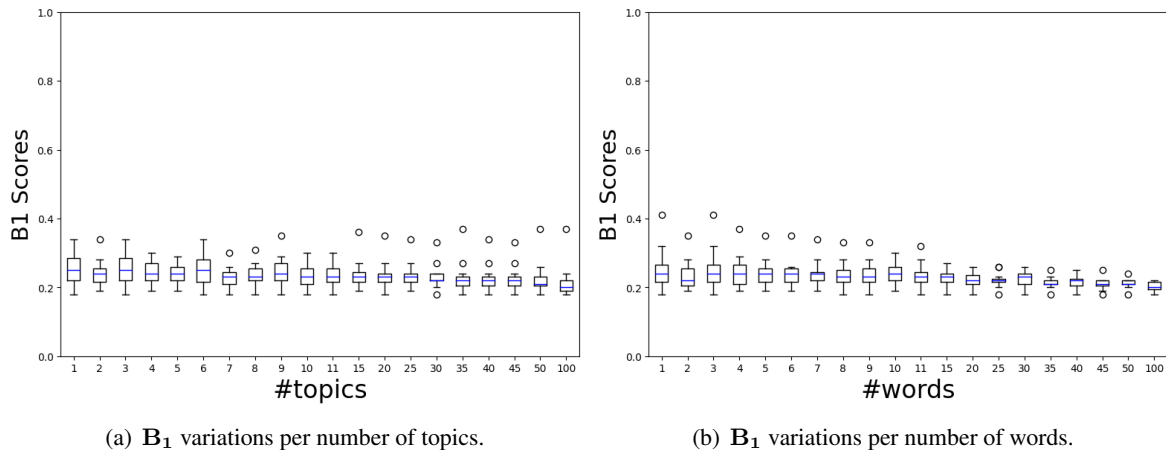 1.0
0.8
0.6
0.4
0.2
0.0
B1 Scores
1 2 3 4 5 6 7 8 9 10 11 15 20 25 30 35 40 45 50 100
#topics
(a) B₁ variations per number of topics.
1.0
0.8
0.6
0.4
0.2
0.0
B1 Scores
1 2 3 4 5 6 7 8 9 10 11 15 20 25 30 35 40 45 50 100
#words
(b) B₁ variations per number of words.